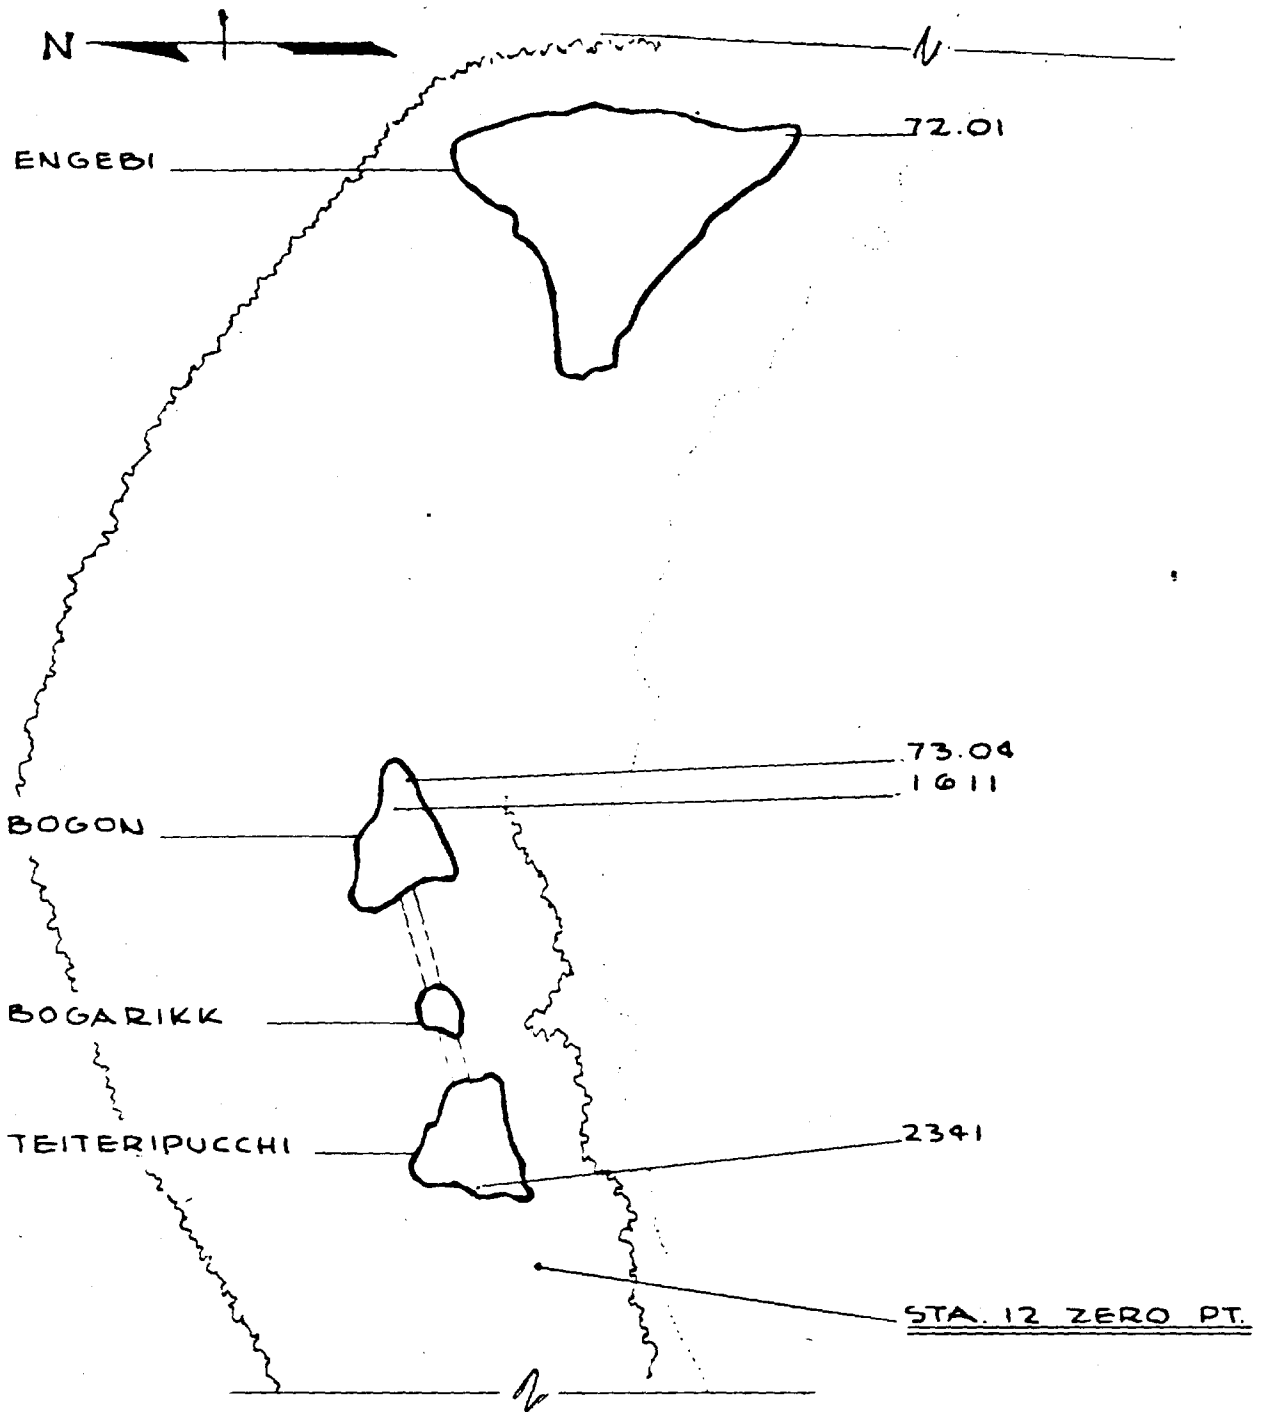 N
72.01
ENGEBI
73.04
1611
BOGON
BOGARIKK
2341
TEITERIPUCCHI
STA. 12 ZERO PT.